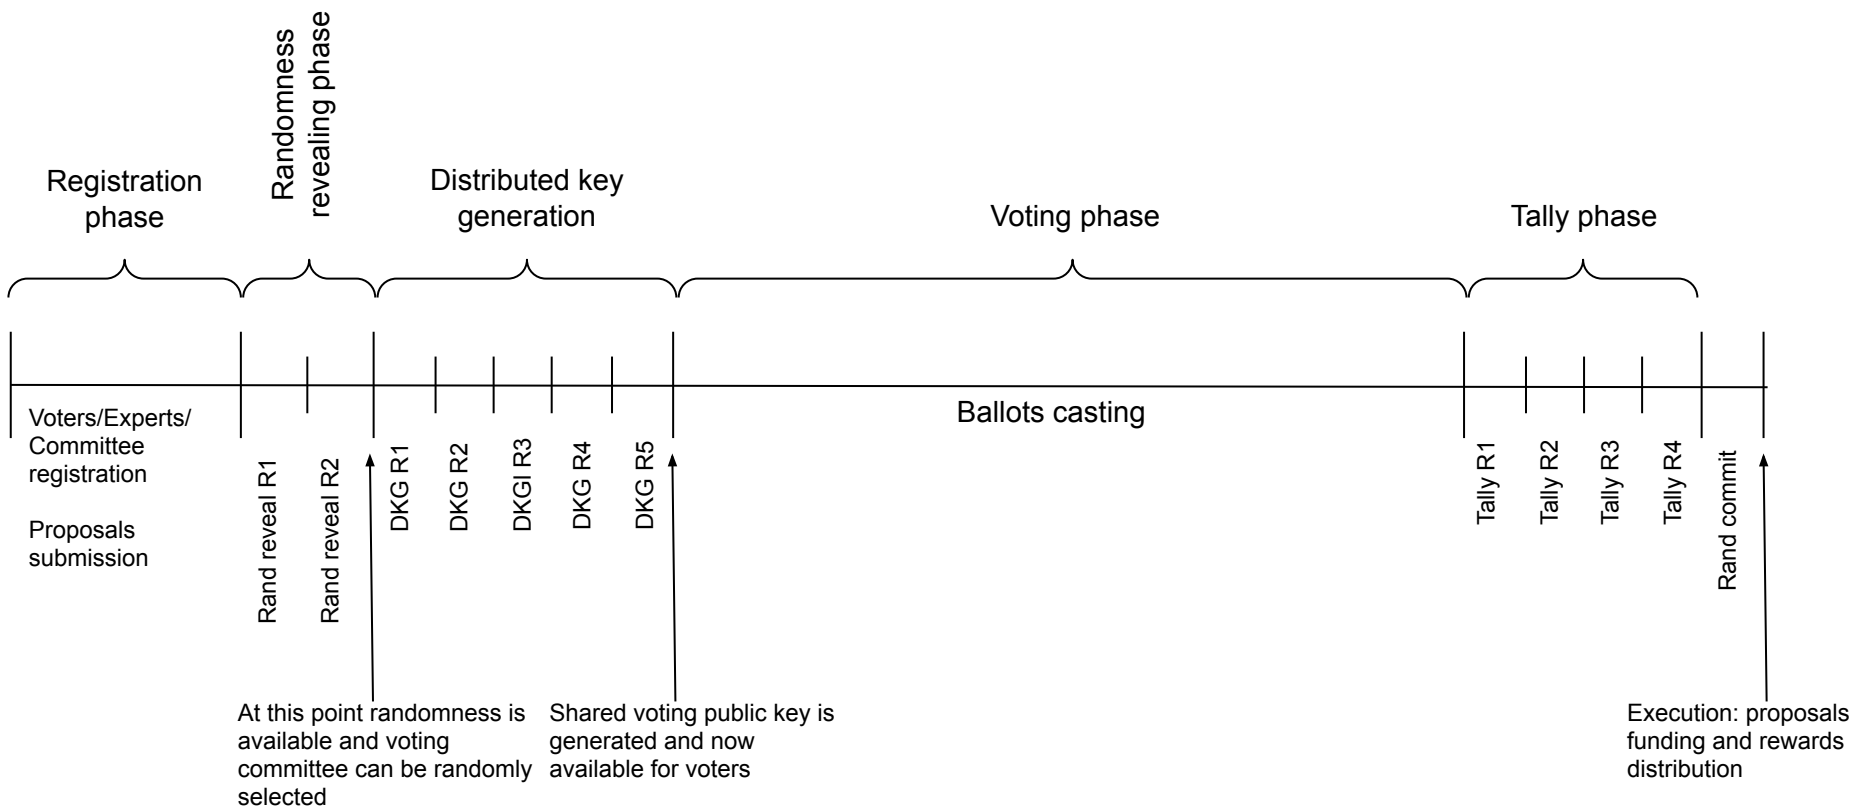 Registration
phase
Randomness
revealing phase
Distributed key
generation
Voting phase
Tally phase
Voters/Experts/
Committee
registration
Proposals
submission
Rand reveal R1
Rand reveal R2
DKG R1
DKG R2
DKGI R3
DKG R4
DKG R5
Ballots casting
Tally R1
Tally R2
Tally R3
Tally R4
Rand commit
At this point randomness is
available and voting
committee can be randomly
selected
Shared voting public key is
generated and now
available for voters
Execution: proposals
funding and rewards
distribution